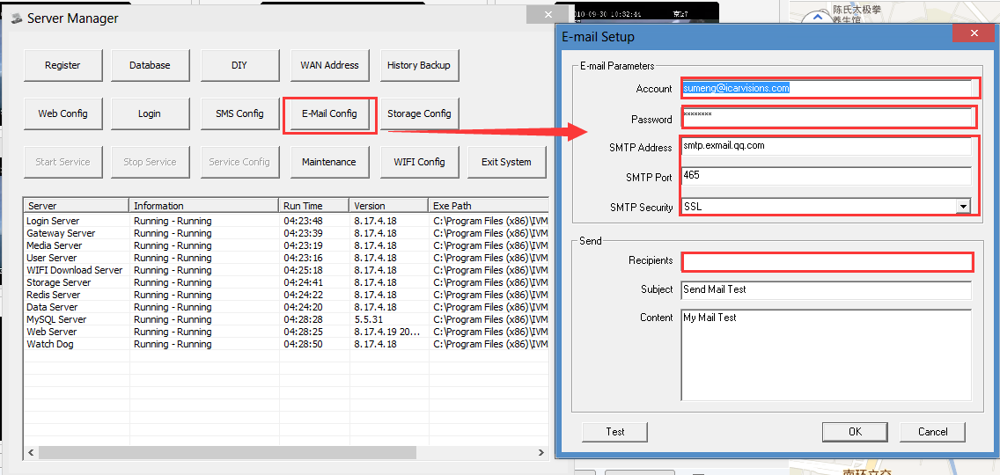 2010-09-30 10:32:44
陈氏太极拳
养生馆
Server Manager
Register
Database
DIY
WAN Address
History Backup
Web Config
Login
SMS Config
E-Mail Config
Storage Config
Start Service
Stop Service
Service Config
Maintenance
WIFI Config
Exit System
Server Information Run Time Version Exe Path
Login Server Running - Running 04:23:48 8.17.4.18 C:\Program Files (x86)\IVM
Gateway Server Running - Running 04:23:39 8.17.4.18 C:\Program Files (x86)\IVM
Media Server Running - Running 04:23:19 8.17.4.18 C:\Program Files (x86)\IVM
User Server Running - Running 04:23:16 8.17.4.18 C:\Program Files (x86)\IVM
WIFI Download Server Running - Running 04:25:18 8.17.4.18 C:\Program Files (x86)\IVM
Storage Server Running - Running 04:24:41 8.17.4.18 C:\Program Files (x86)\IVM
Redis Server Running - Running 04:24:22 8.17.4.18 C:\Program Files (x86)\IVM
Data Server Running - Running 04:24:20 8.17.4.18 C:\Program Files (x86)\IVM
MySQL Server Running - Running 04:28:28 5.5.31 C:\Program Files (x86)\IVM
Web Server Running - Running 04:28:25 8.17.4.19 20... C:\Program Files (x86)\IVM
Watch Dog Running - Running 04:28:50 8.17.4.18 C:\Program Files (x86)\IVM
E-mail Setup
E-mail Parameters
Account sumeng@icarvisions.com
Password ********
SMTP Address smtp.exmail.qq.com
SMTP Port 465
SMTP Security SSL
Send
Recipients
Subject Send Mail Test
Content My Mail Test
Test
OK
Cancel
南环立交